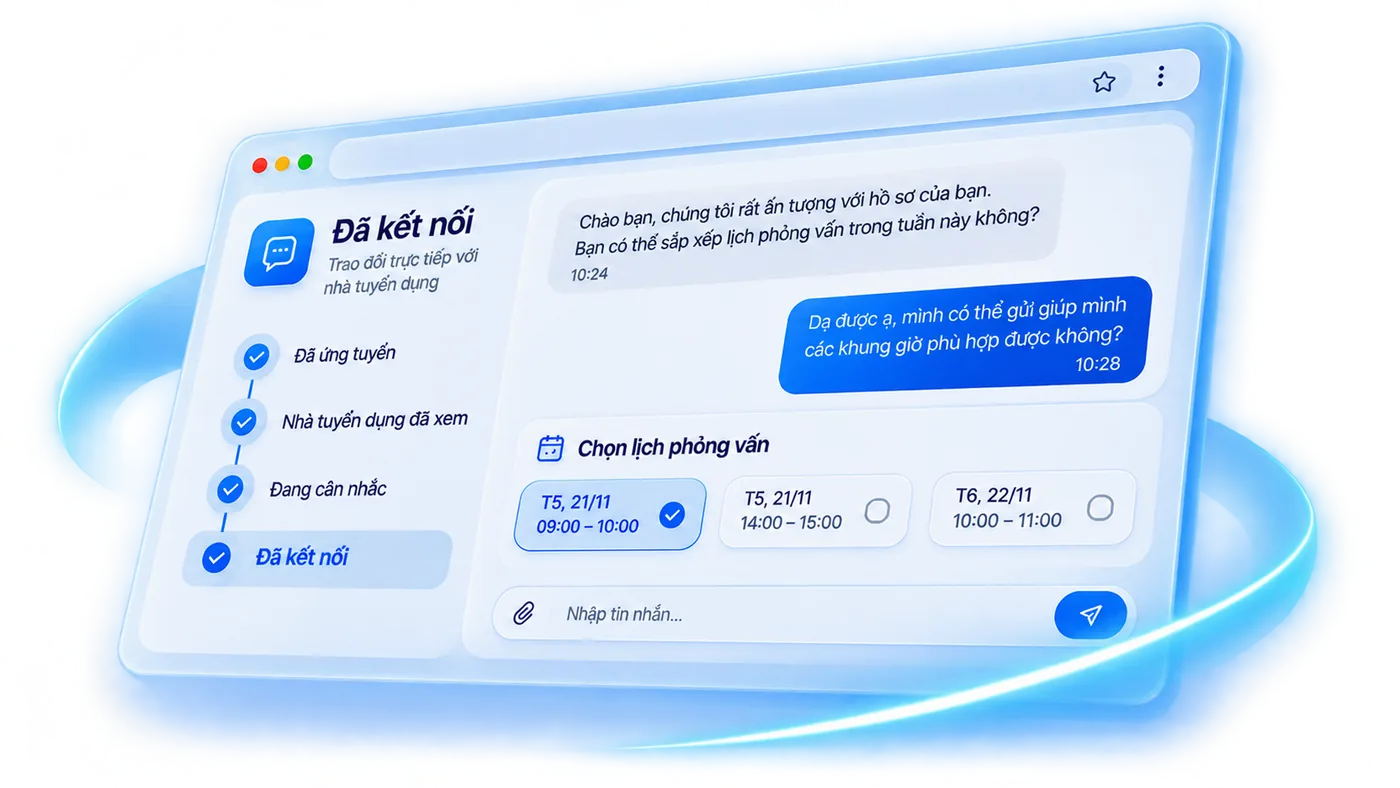 Đã kết nối
Trao đổi trực tiếp với
nhà tuyển dụng
Đã ứng tuyển
Nhà tuyển dụng đã xem
Đang cân nhắc
Đã kết nối
Chào bạn, chúng tôi rất ấn tượng với hồ sơ của bạn.
Bạn có thể sắp xếp lịch phỏng vấn trong tuần này không?
10:24
Dạ được ạ, mình có thể gửi giúp mình
các khung giờ phù hợp được không?
10:28
Chọn lịch phỏng vấn
T5, 21/11
09:00 – 10:00
T5, 21/11
14:00 – 15:00
T6, 22/11
10:00 – 11:00
Nhập tin nhắn...